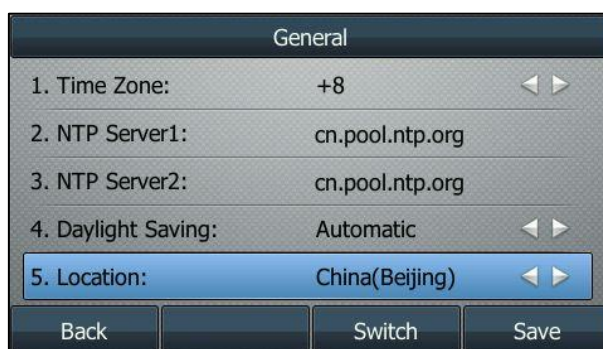 General
1. Time Zone: +8
2. NTP Server1: cn.pool.ntp.org
3. NTP Server2: cn.pool.ntp.org
4. Daylight Saving: Automatic
5. Location: China(Beijing)
Back Switch Save